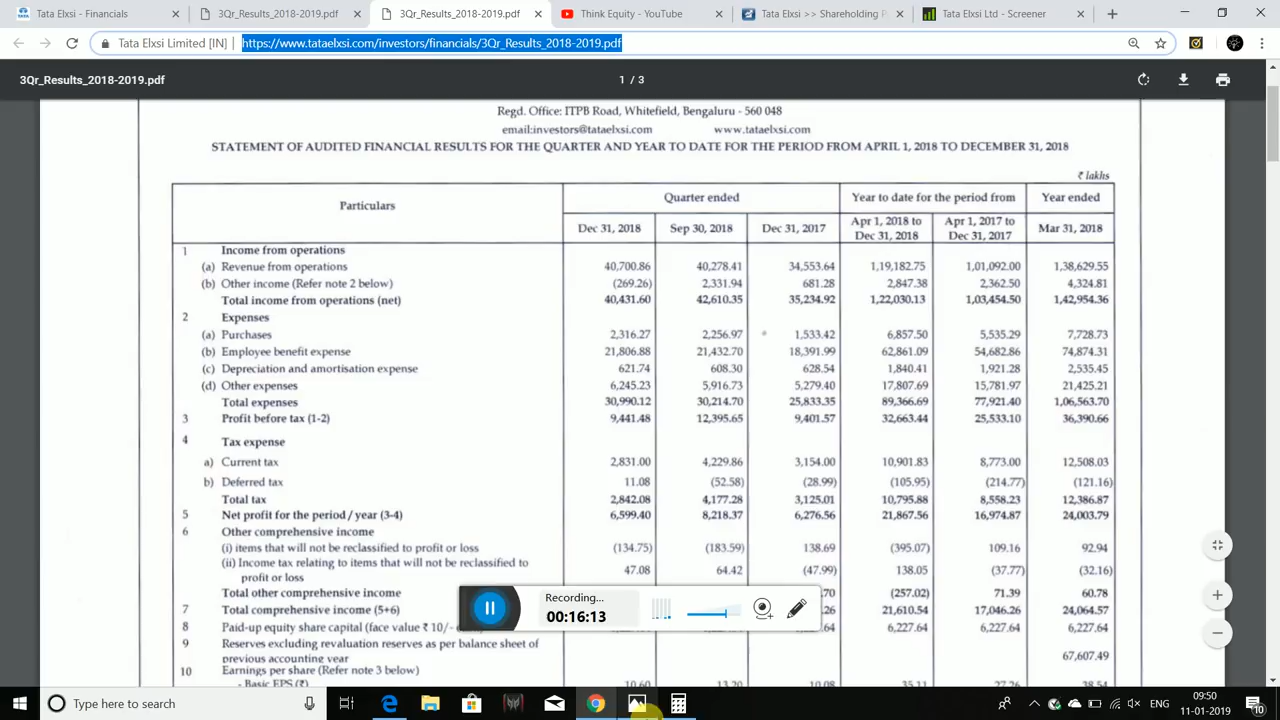 Tata Elxsi - Financials
3Qr_Results_2018-2019.pdf
3Qr_Results_2018-2019.pdf
Think Equity - YouTube
Tata Elxsi >> Shareholding P
Tata Elxsi Ltd - Screener
Tata Elxsi Limited [IN] | https://www.tataelxsi.com/investors/financials/3Qr_Results_2018-2019.pdf
3Qr_Results_2018-2019.pdf 1 / 3
Regd. Office: ITPB Road, Whitefield, Bengaluru - 560 048
email:investors@tataelxsi.com www.tataelxsi.com
STATEMENT OF AUDITED FINANCIAL RESULTS FOR THE QUARTER AND YEAR TO DATE FOR THE PERIOD FROM APRIL 1, 2018 TO DECEMBER 31, 2018
₹ lakhs
Particulars Quarter ended Year to date for the period from Year ended
Dec 31, 2018 Sep 30, 2018 Dec 31, 2017 Apr 1, 2018 to Dec 31, 2018 Apr 1, 2017 to Dec 31, 2017 Mar 31, 2018
1 Income from operations
(a) Revenue from operations 40,700.86 40,278.41 34,553.64 1,19,182.75 1,01,092.00 1,38,629.55
(b) Other income (Refer note 2 below) (269.26) 2,331.94 681.28 2,847.38 2,362.50 4,324.81
Total income from operations (net) 40,431.60 42,610.35 35,234.92 1,22,030.13 1,03,454.50 1,42,954.36
2 Expenses
(a) Purchases 2,316.27 2,256.97 1,533.42 6,857.50 5,535.29 7,728.73
(b) Employee benefit expense 21,806.88 21,432.70 18,391.99 62,861.09 54,682.86 74,874.31
(c) Depreciation and amortisation expense 621.74 608.30 628.54 1,840.41 1,921.28 2,535.45
(d) Other expenses 6,245.23 5,916.73 5,279.40 17,807.69 15,781.97 21,425.21
Total expenses 30,990.12 30,214.70 25,833.35 89,366.69 77,921.40 1,06,563.70
3 Profit before tax (1-2) 9,441.48 12,395.65 9,401.57 32,663.44 25,533.10 36,390.66
4 Tax expense
a) Current tax 2,831.00 4,229.86 3,154.00 10,901.83 8,773.00 12,508.03
b) Deferred tax 11.08 (52.58) (28.99) (105.95) (214.77) (121.16)
Total tax 2,842.08 4,177.28 3,125.01 10,795.88 8,558.23 12,386.87
5 Net profit for the period / year (3-4) 6,599.40 8,218.37 6,276.56 21,867.56 16,974.87 24,003.79
6 Other comprehensive income
(i) items that will not be reclassified to profit or loss (134.75) (183.59) 138.69 (395.07) 109.16 92.94
(ii) Income tax relating to items that will not be reclassified to profit or loss 47.08 64.42 (47.99) 138.05 (37.77) (32.16)
Total other comprehensive income .70 (257.02) 71.39 60.78
7 Total comprehensive income (5+6) .26 21,610.54 17,046.26 24,064.57
8 Paid-up equity share capital (face value ₹ 10/- .64 6,227.64 6,227.64 6,227.64
9 Reserves excluding revaluation reserves as per balance sheet of previous accounting year 67,607.49
10 Earnings per share (Refer note 3 below)
- Basic EPS (₹) 10.60 13.20 10.08 35.11 27.26 38.54
Recording...
00:16:13
Type here to search
ENG
09:50
11-01-2019
10